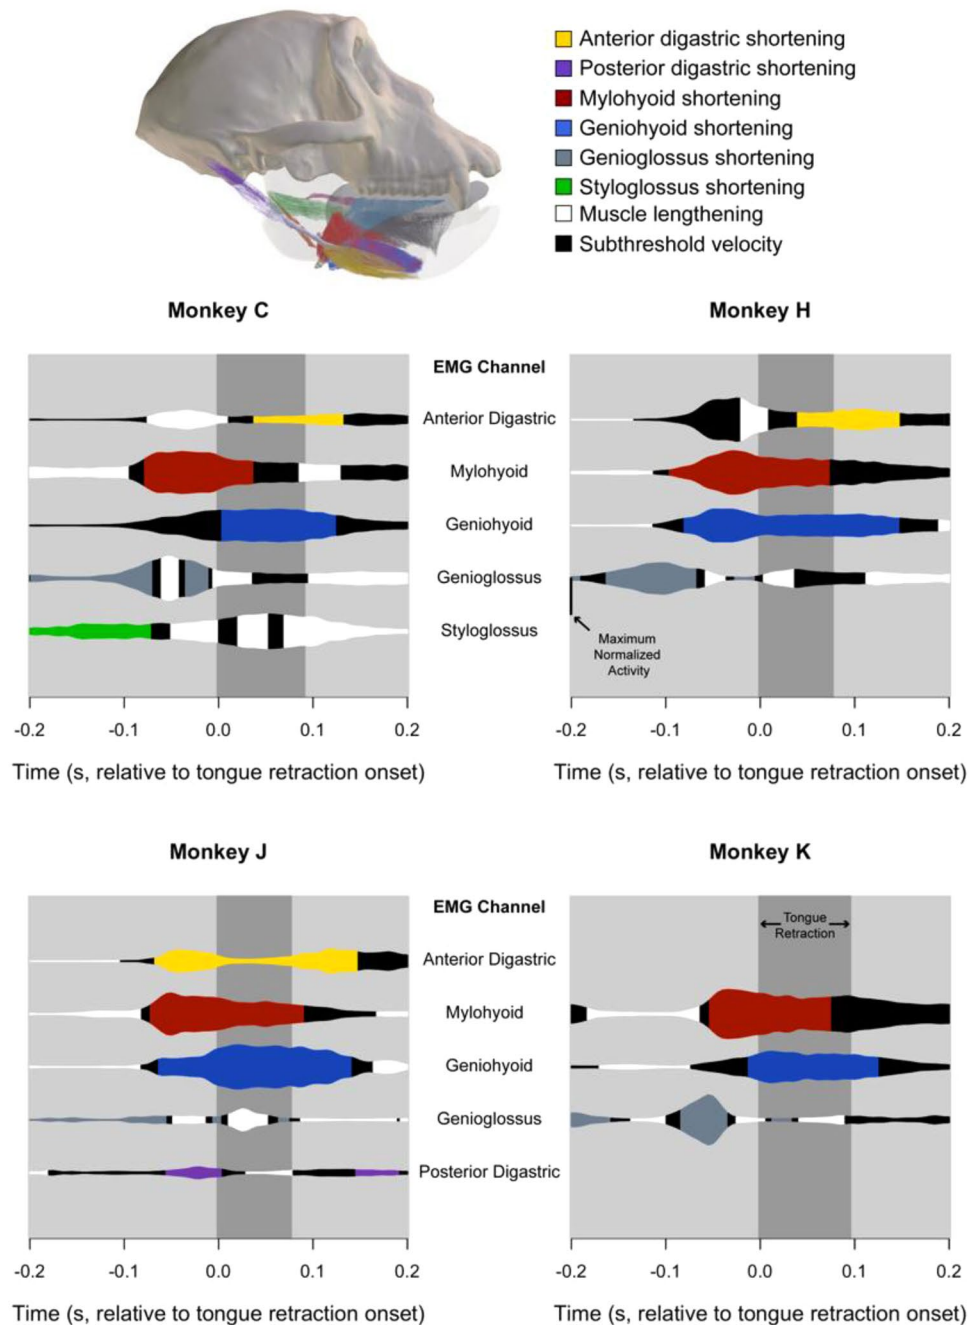 Anterior digastric shortening
Posterior digastric shortening
Mylohyoid shortening
Geniohyoid shortening
Genioglossus shortening
Styloglossus shortening
Muscle lengthening
Subthreshold velocity
Monkey C
Monkey H
EMG Channel
Anterior Digastric
Mylohyoid
Geniohyoid
Genioglossus
Styloglossus
Maximum
Normalized
Activity
-0.2 -0.1 0.0 0.1 0.2
-0.2 -0.1 0.0 0.1 0.2
Time (s, relative to tongue retraction onset)
Time (s, relative to tongue retraction onset)
Monkey J
Monkey K
EMG Channel
Tongue
Retraction
Anterior Digastric
Mylohyoid
Geniohyoid
Genioglossus
Posterior Digastric
-0.2 -0.1 0.0 0.1 0.2
-0.2 -0.1 0.0 0.1 0.2
Time (s, relative to tongue retraction onset)
Time (s, relative to tongue retraction onset)